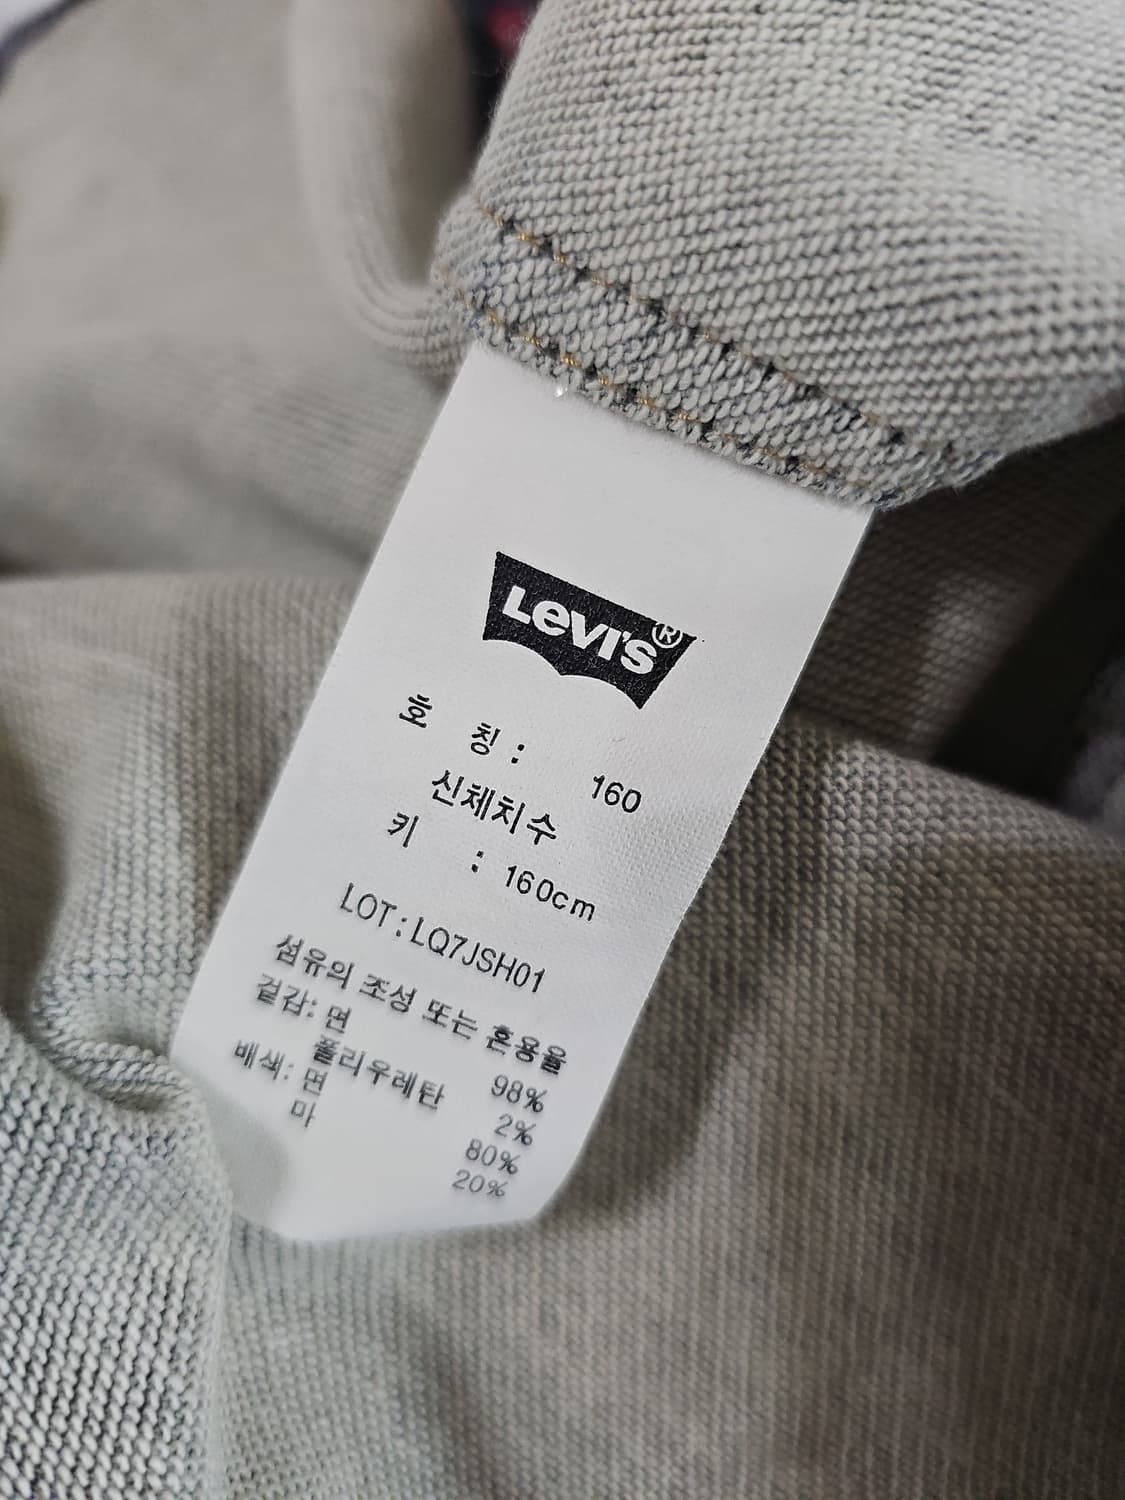 Levi's®
호 칭 : 160
신체치수
키 : 160cm
LOT:LQ7JSH01
섬유의 조성 또는 혼용율
겉감: 면 98%
폴리우레탄 2%
배색: 면 80%
마 20%